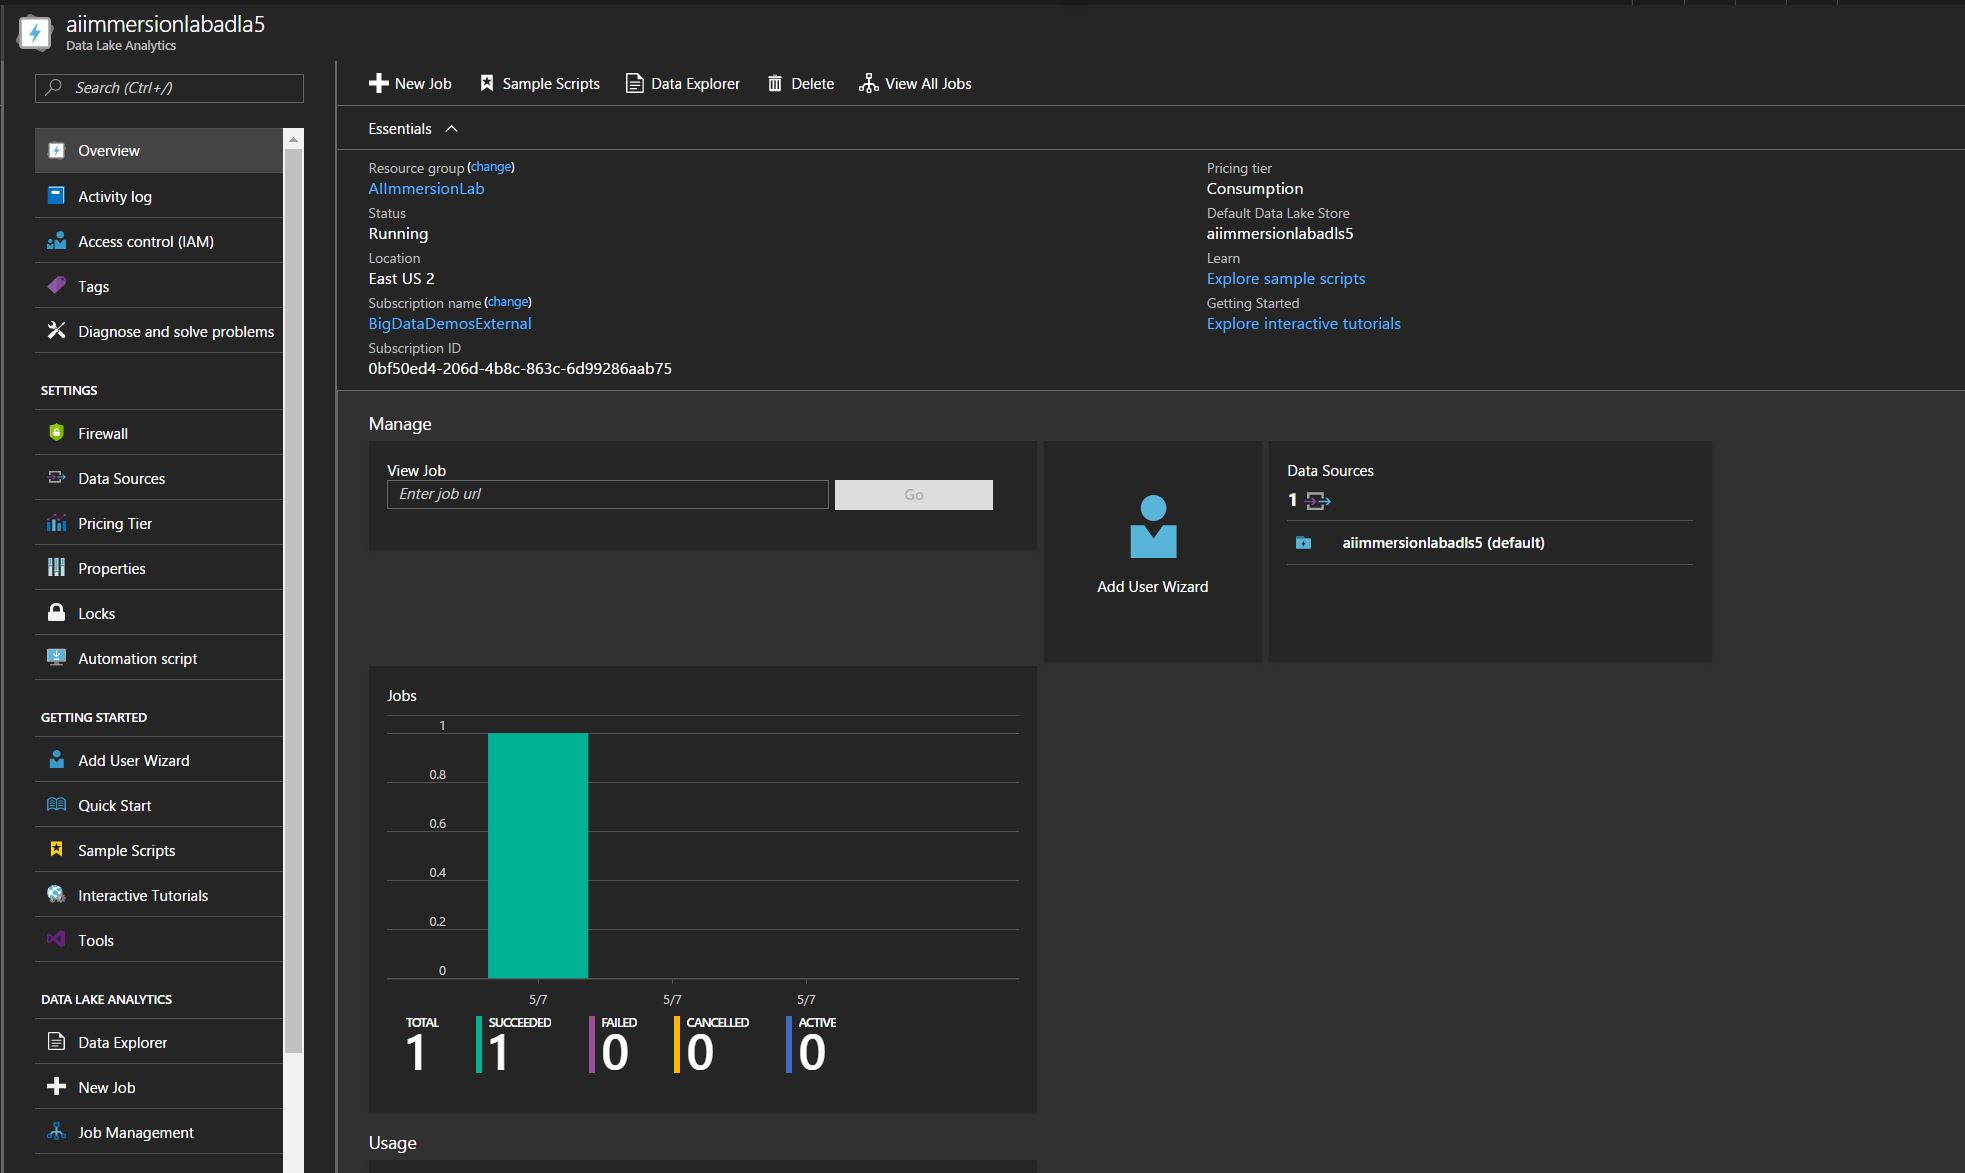 aiimmersionlabadla5
Data Lake Analytics
Search (Ctrl+/)
Overview
Activity log
Access control (IAM)
Tags
Diagnose and solve problems
SETTINGS
Firewall
Data Sources
Pricing Tier
Properties
Locks
Automation script
GETTING STARTED
Add User Wizard
Quick Start
Sample Scripts
Interactive Tutorials
Tools
DATA LAKE ANALYTICS
Data Explorer
New Job
Job Management
New Job Sample Scripts Data Explorer Delete View All Jobs
Essentials
Resource group (change)
AIImmersionLab
Status
Running
Location
East US 2
Subscription name (change)
BigDataDemosExternal
Subscription ID
0bf50ed4-206d-4b8c-863c-6d99286aab75
Pricing tier
Consumption
Default Data Lake Store
aiimmersionlabadls5
Learn
Explore sample scripts
Getting Started
Explore interactive tutorials
Manage
View Job
Enter job url Go
Add User Wizard
Data Sources
1
aiimmersionlabadls5 (default)
Jobs
1
0.8
0.6
0.4
0.2
0
5/7 5/7 5/7
TOTAL SUCCEEDED FAILED CANCELLED ACTIVE
1 1 0 0 0
Usage